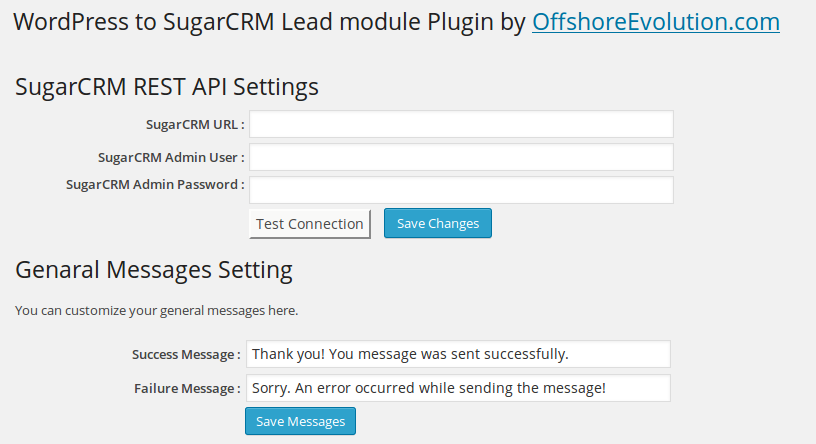 WordPress to SugarCRM Lead module Plugin by OffshoreEvolution.com
SugarCRM REST API Settings
SugarCRM URL :
SugarCRM Admin User :
SugarCRM Admin Password :
Test Connection Save Changes
Genaral Messages Setting
You can customize your general messages here.
Success Message : Thank you! You message was sent successfully.
Failure Message : Sorry. An error occurred while sending the message!
Save Messages